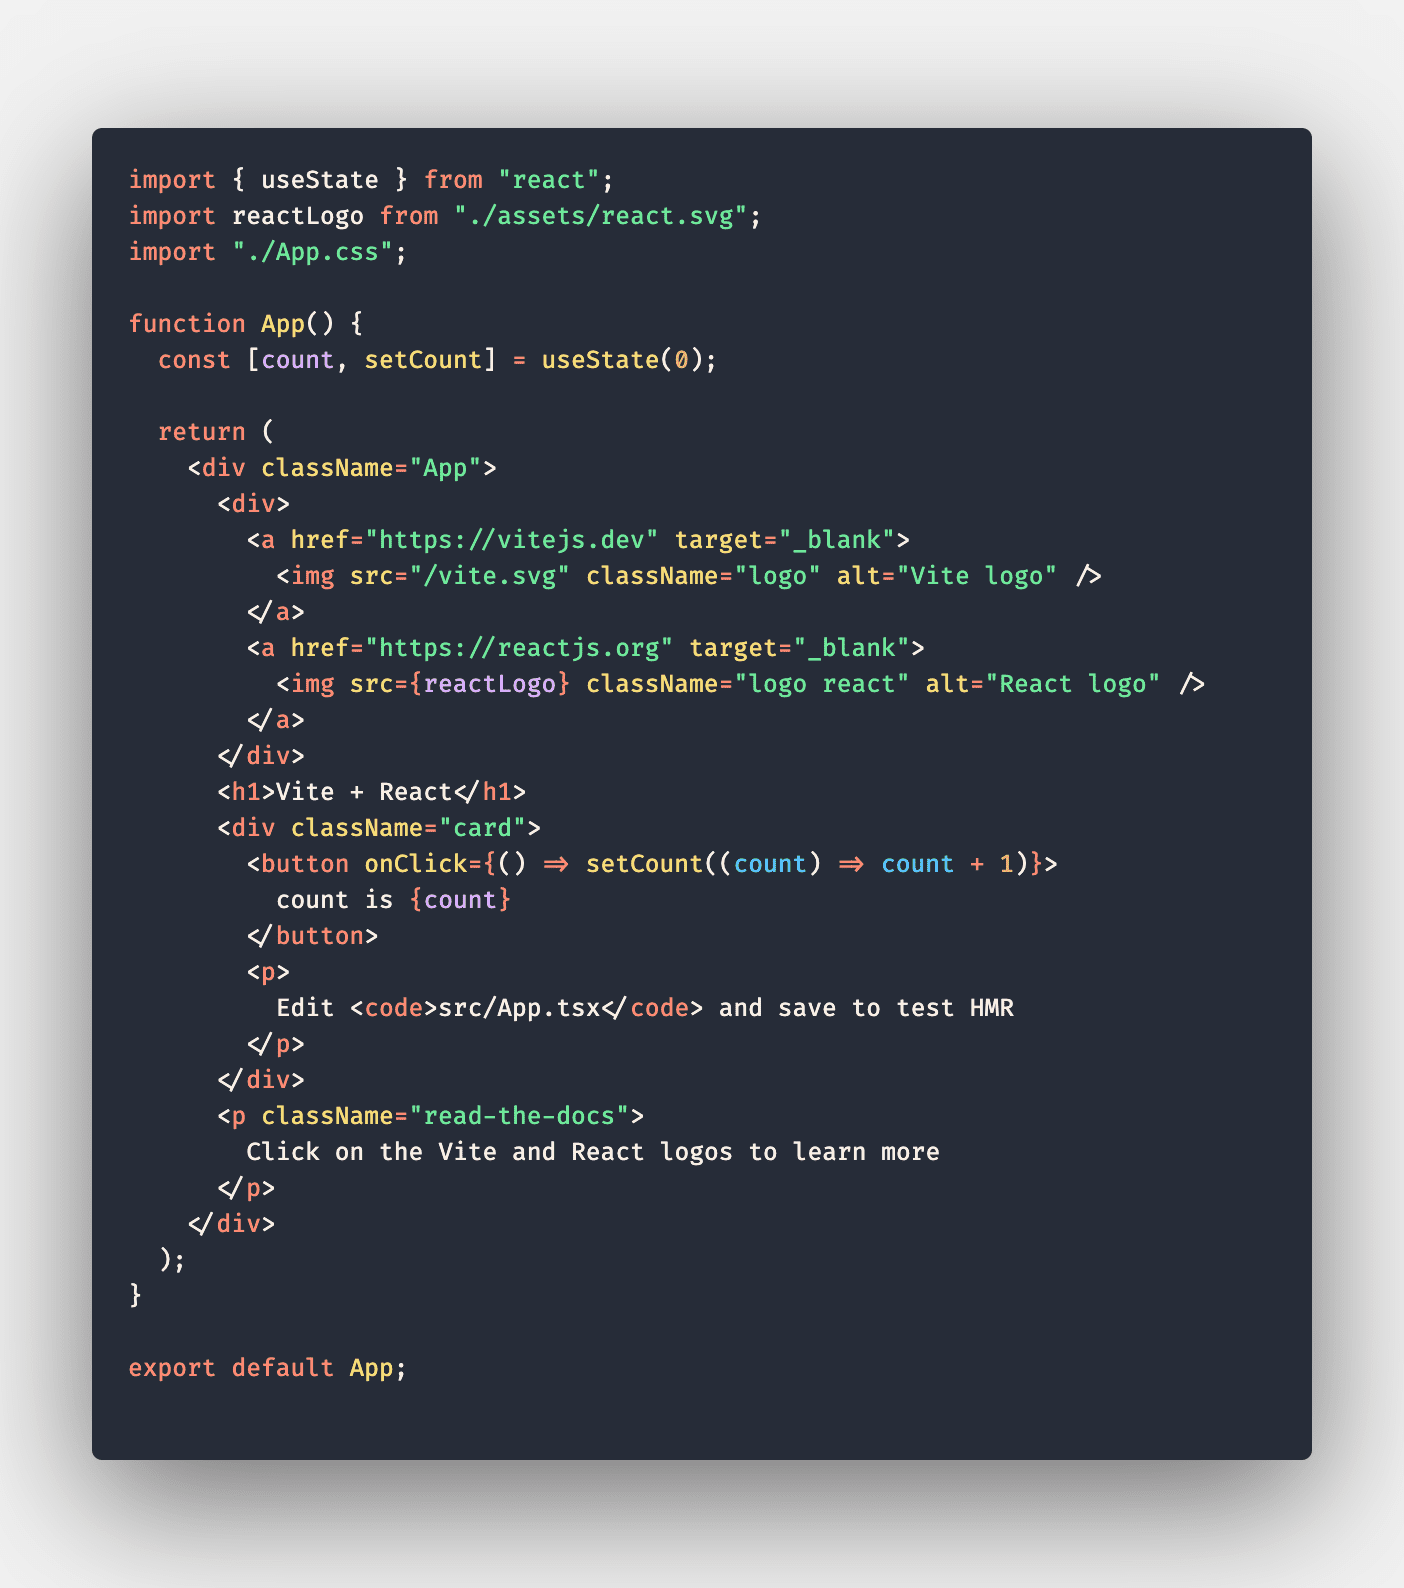 import { useState } from "react";
import reactLogo from "./assets/react.svg";
import "./App.css";

function App() {
  const [count, setCount] = useState(0);

  return (
    <div className="App">
      <div>
        <a href="https://vitejs.dev" target="_blank">
          <img src="/vite.svg" className="logo" alt="Vite logo" />
        </a>
        <a href="https://reactjs.org" target="_blank">
          <img src={reactLogo} className="logo react" alt="React logo" />
        </a>
      </div>
      <h1>Vite + React</h1>
      <div className="card">
        <button onClick={() => setCount((count) => count + 1)}>
          count is {count}
        </button>
        <p>
          Edit <code>src/App.tsx</code> and save to test HMR
        </p>
      </div>
      <p className="read-the-docs">
        Click on the Vite and React logos to learn more
      </p>
    </div>
  );
}

export default App;